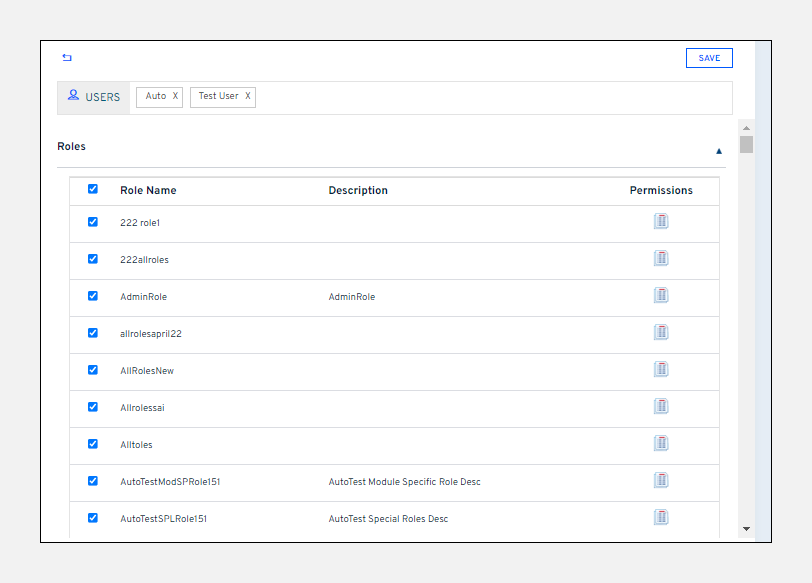 SAVE
USERS Auto X Test User X
Roles
Role Name Description Permissions
222 role1
222allroles
AdminRole AdminRole
allrolesapril22
AllRolesNew
Allrolessai
Alltoles
AutoTestModSPRole151 AutoTest Module Specific Role Desc
AutoTestSPLRole151 AutoTest Special Roles Desc